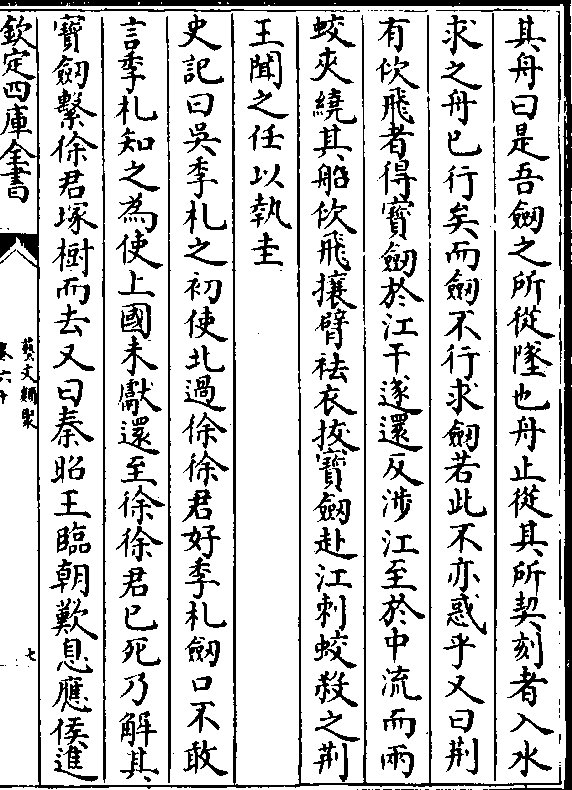 其舟曰是吾劒之所從墜也舟止從其所契刻者入水
求之舟已行矣而劒不行求劒若此不亦惑乎又曰荆
有佽飛者得寶劒於江干遂還反涉江至於中流而兩
蛟夾繞其船佽飛攘臂袪衣拔寶劒赴江刺蛟殺之荆
王聞之任以執圭
史記曰吳季札之初使北過徐徐君好季札劒口不敢
言季札知之為使上國未獻還至徐徐君已死乃解其
寶劒繫徐君塚樹而去又曰秦昭王臨朝歎息應侯進
欽定四庫全書
藝文類聚
卷六十
七